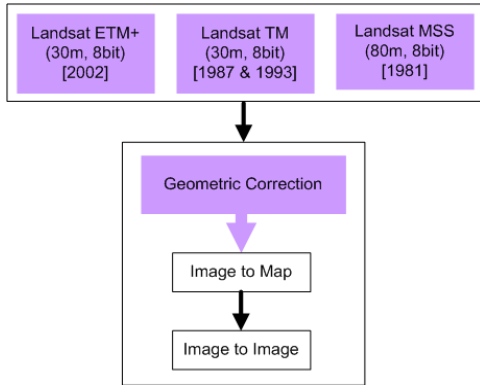 Landsat ETM+
(30m, 8bit)
[2002]
Landsat TM
(30m, 8bit)
[1987 & 1993]
Landsat MSS
(80m, 8bit)
[1981]
Geometric Correction
Image to Map
Image to Image